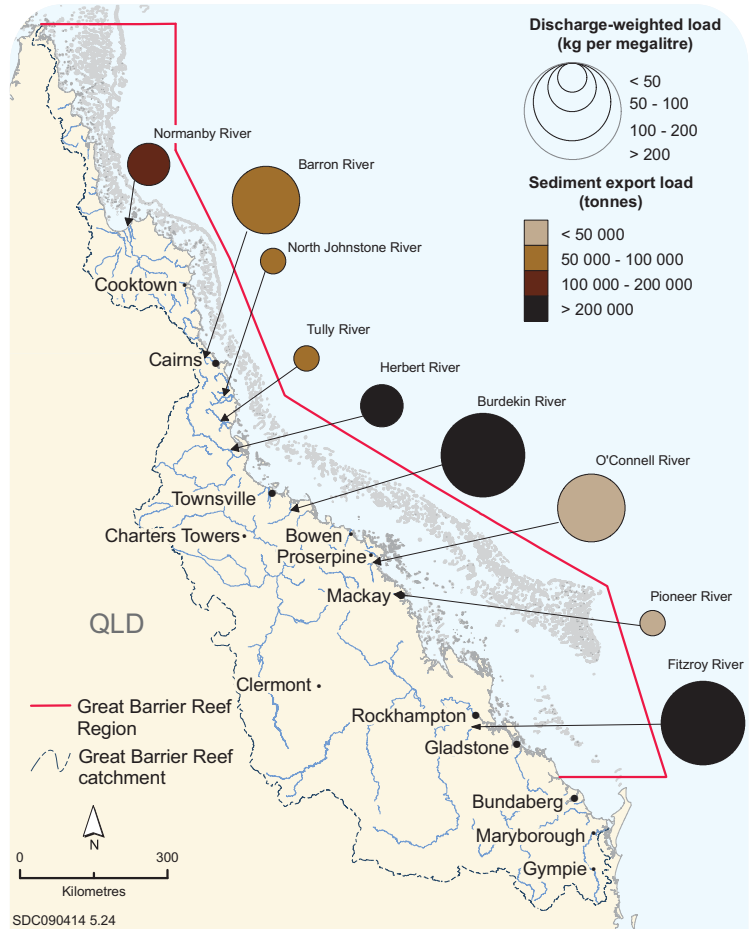 Discharge-weighted load
(kg per megalitre)
< 50
50 - 100
100 - 200
> 200
Sediment export load
(tonnes)
< 50 000
50 000 - 100 000
100 000 - 200 000
> 200 000
Normanby River
Barron River
North Johnstone River
Cooktown
Tully River
Cairns
Herbert River
Burdekin River
O'Connell River
Townsville
Charters Towers
Bowen
Proserpine
Mackay
Pioneer River
QLD
Fitzroy River
Clermont
Great Barrier Reef
Region
Rockhampton
Gladstone
Great Barrier Reef
catchment
Bundaberg
Maryborough
Gympie
N
0 300
Kilometres
SDC090414 5.24